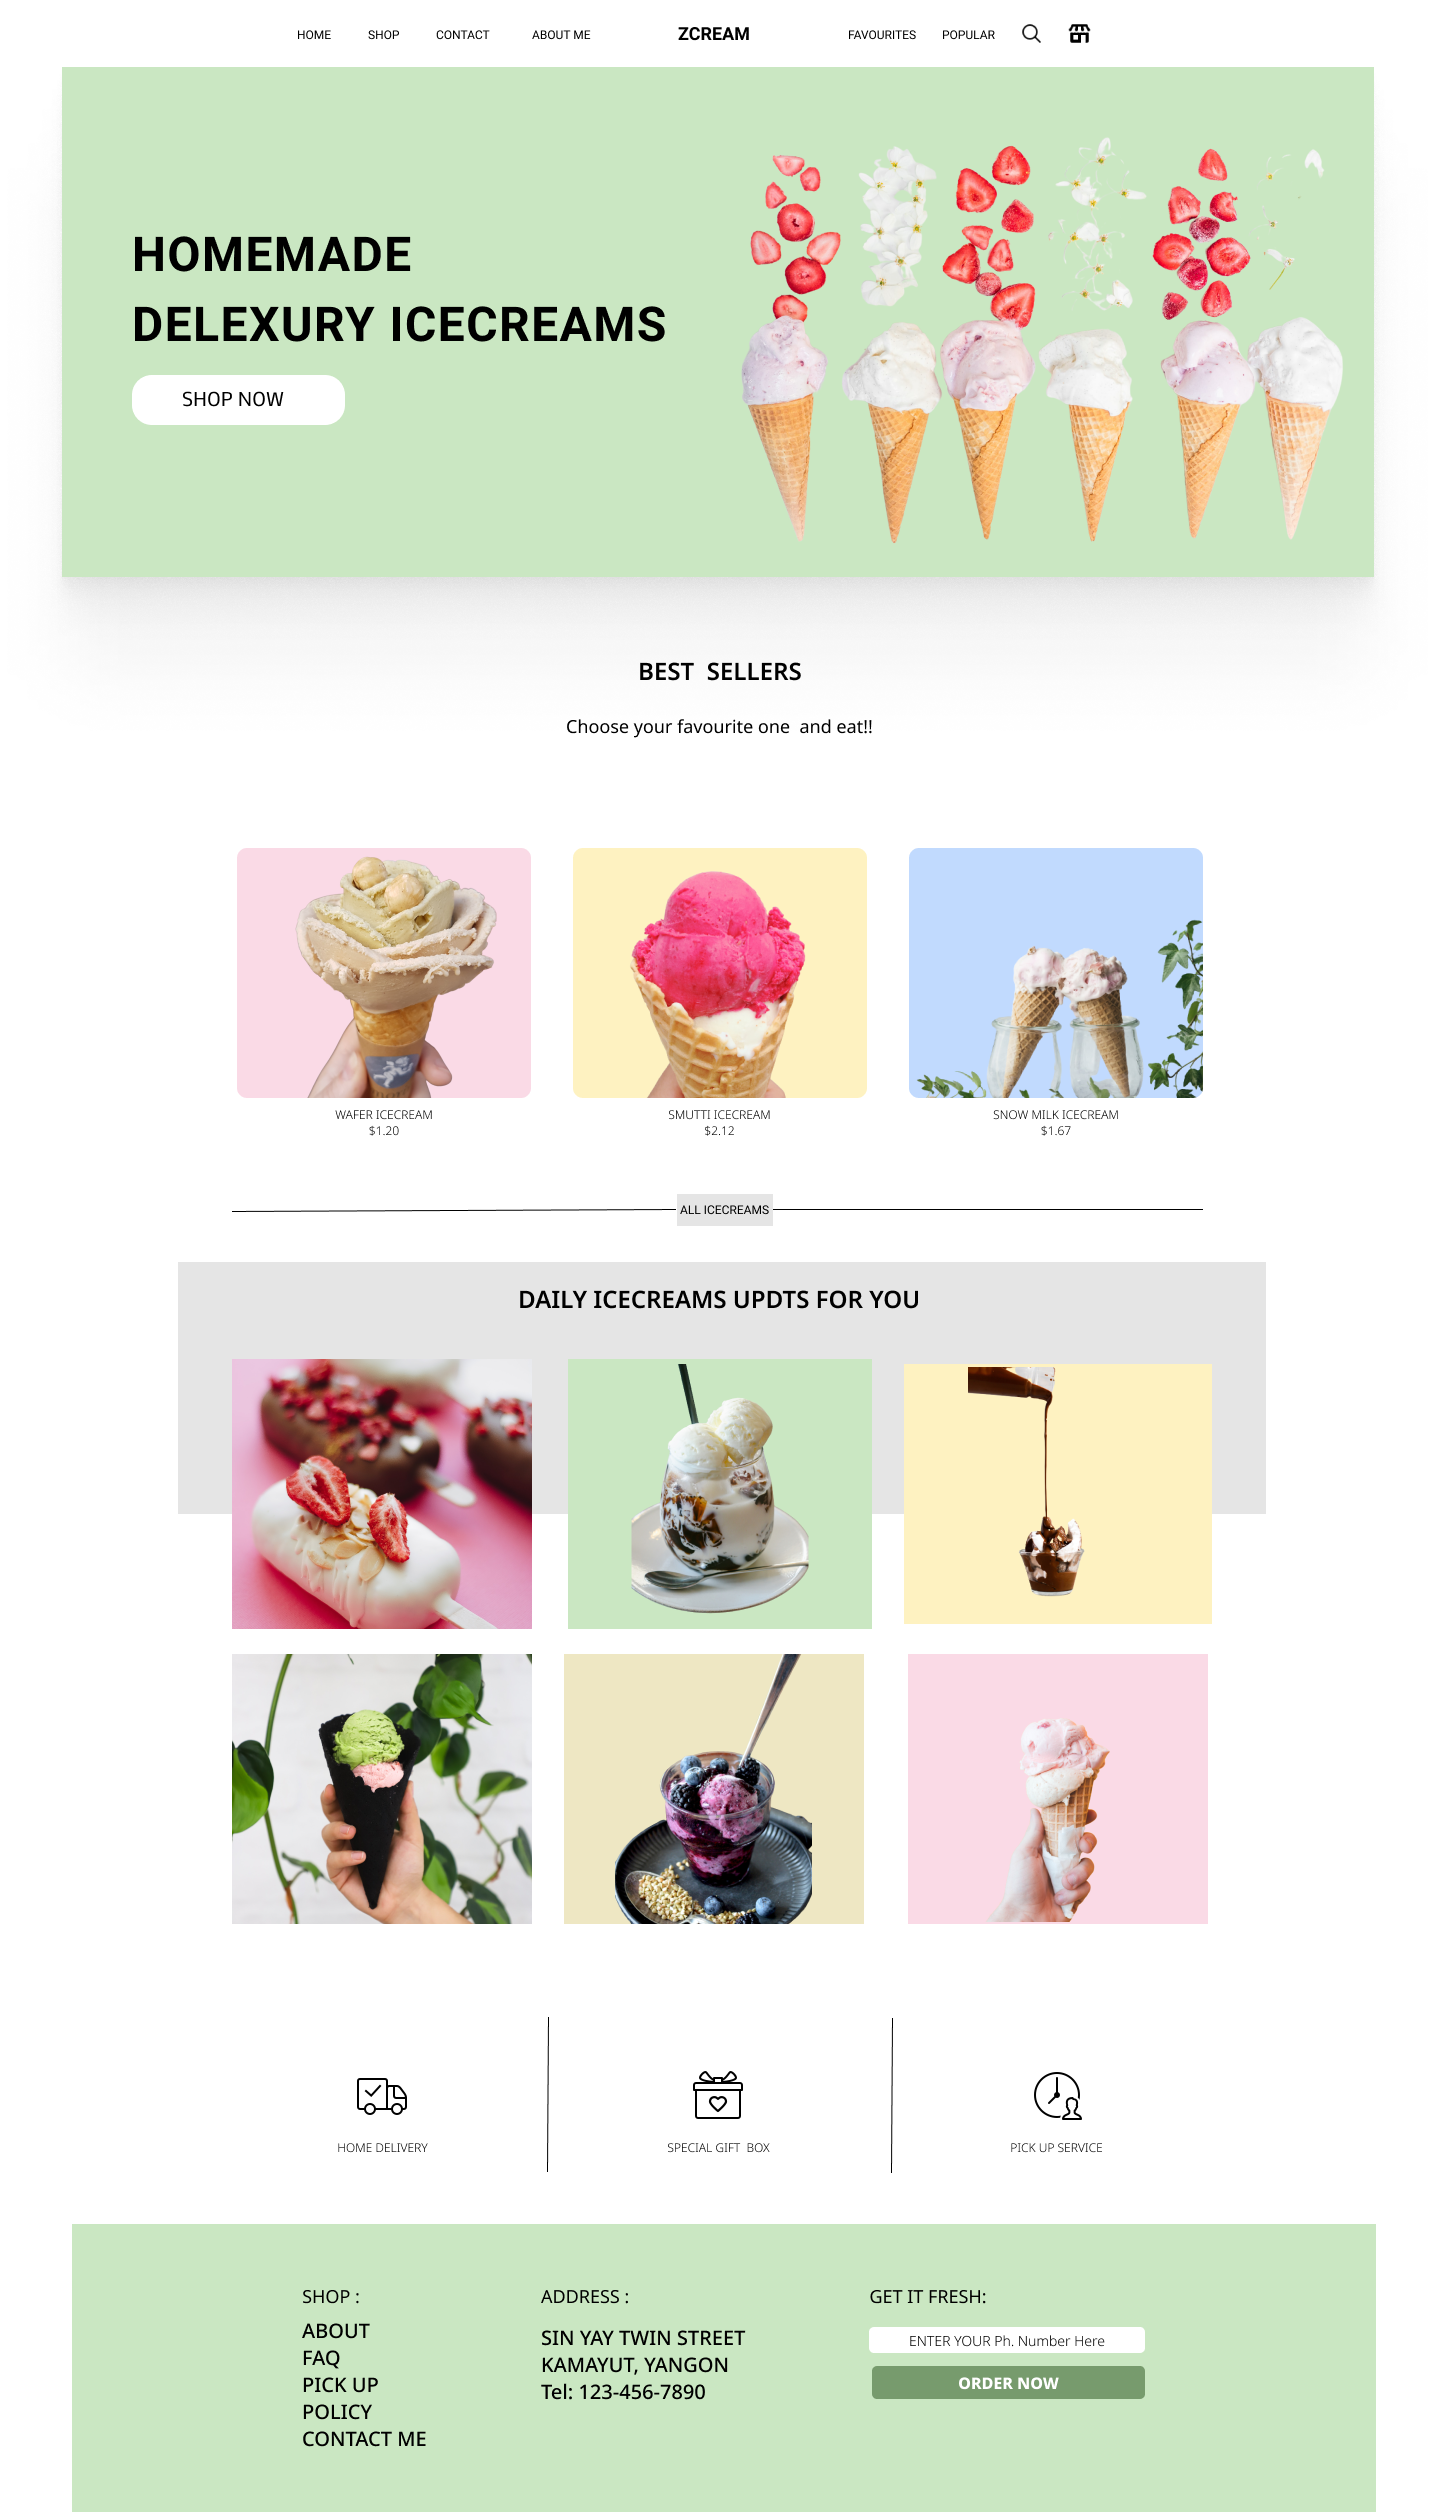 HOME SHOP CONTACT ABOUT ME ZCREAM FAVOURITES POPULAR
HOMEMADE
DELEXURY ICECREAMS
SHOP NOW
BEST SELLERS
Choose your favourite one and eat!!
WAFER ICECREAM
$1.20
SMUTTI ICECREAM
$2.12
SNOW MILK ICECREAM
$1.67
ALL ICECREAMS
DAILY ICECREAMS UPDTS FOR YOU
HOME DELIVERY
SPECIAL GIFT BOX
PICK UP SERVICE
SHOP :
ABOUT
FAQ
PICK UP
POLICY
CONTACT ME
ADDRESS :
SIN YAY TWIN STREET
KAMAYUT, YANGON
Tel: 123-456-7890
GET IT FRESH:
ENTER YOUR Ph. Number Here
ORDER NOW